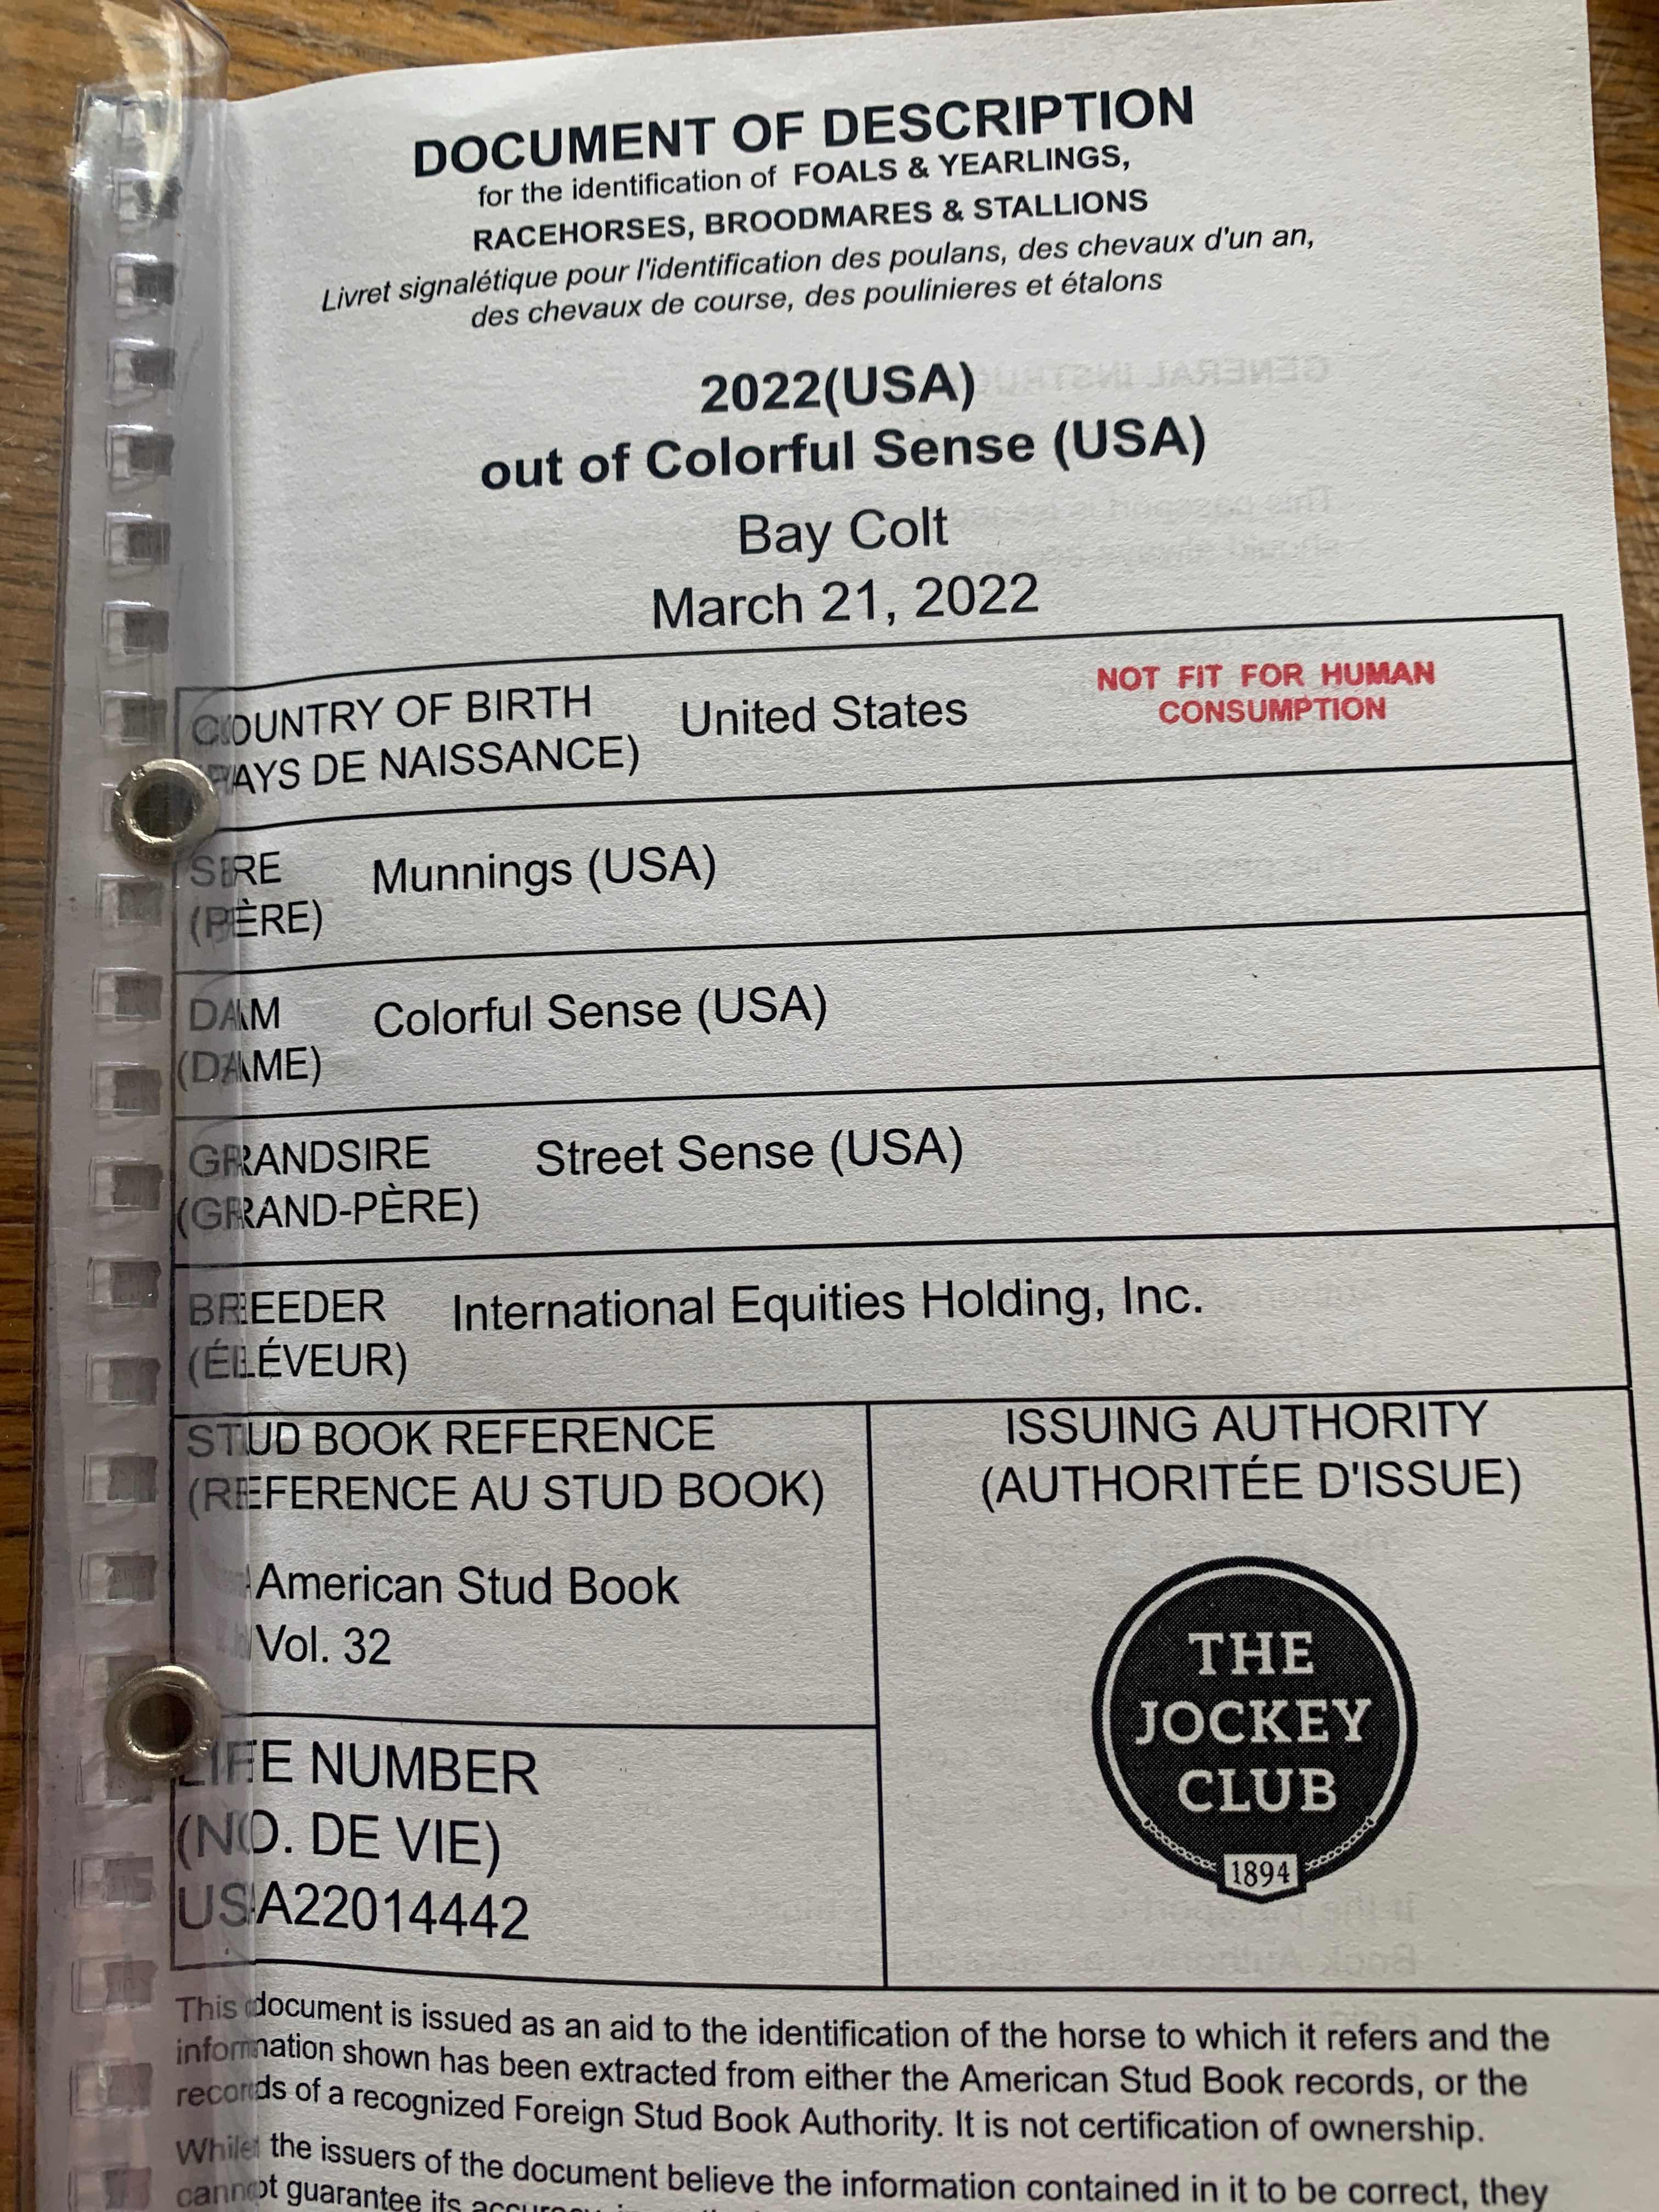 DOCUMENT OF DESCRIPTION
for the identification of FOALS & YEARLINGS,
RACEHORSES, BROODMARES & STALLIONS
Livret signalétique pour l'identification des poulans, des chevaux d'un an,
des chevaux de course, des poulinieres et étalons
2022(USA)
out of Colorful Sense (USA)
Bay Colt
March 21, 2022
COUNTRY OF BIRTH
(PAYS DE NAISSANCE)
United States
NOT FIT FOR HUMAN
CONSUMPTION
SIRE
(PÈRE)
Munnings (USA)
DAM
(DAME)
Colorful Sense (USA)
GRANDSIRE
(GRAND-PÈRE)
Street Sense (USA)
BREEDER
(ÉLÉVEUR)
International Equities Holding, Inc.
STUD BOOK REFERENCE
(REFERENCE AU STUD BOOK)
American Stud Book
Vol. 32
LIFE NUMBER
(NO. DE VIE)
USA22014442
ISSUING AUTHORITY
(AUTHORITÉE D'ISSUE)
THE
JOCKEY
CLUB
1894
This document is issued as an aid to the identification of the horse to which it refers and the
information shown has been extracted from either the American Stud Book records, or the
records of a recognized Foreign Stud Book Authority. It is not certification of ownership.
While the issuers of the document believe the information contained in it to be correct, they
cannot guarantee its